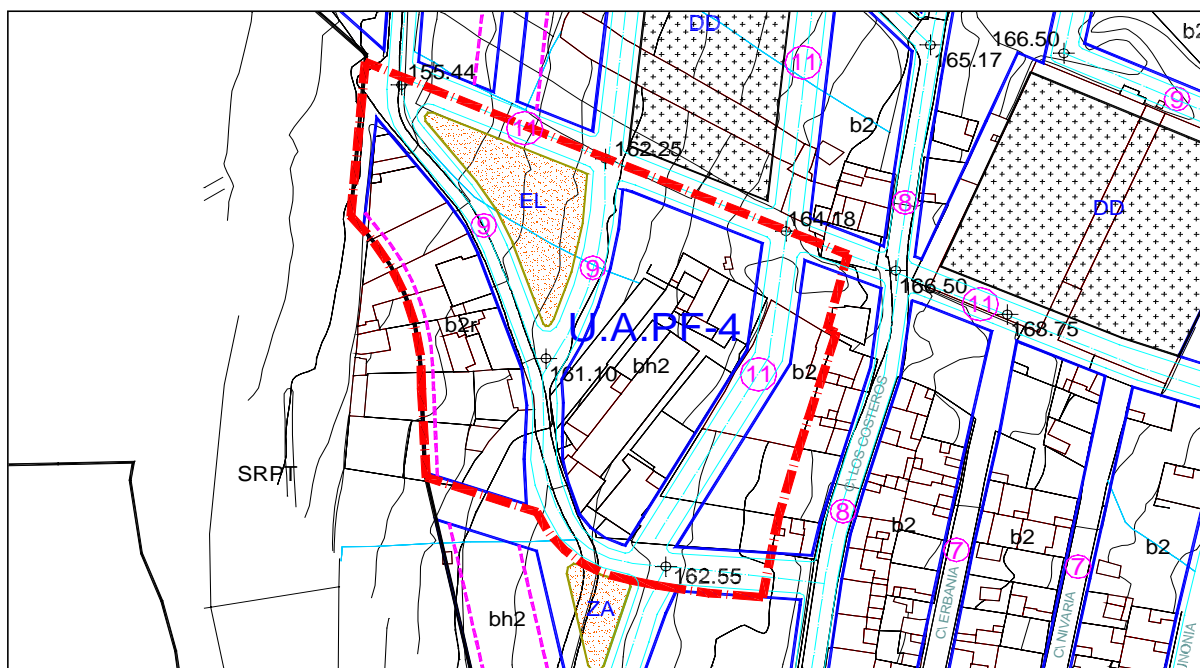 DD
166.50
b2
11
155.44
165.17
9
11
b2
162.25
EL
8
DD
9
164.18
9
166.50
11
168.75
U.A.PF-4
b2r
bh2
161.10
11
b2
C\ LOS COSTEROS
SRPT
8
b2
b2
b2
7
7
162.55
ZA
bh2
C\ ERBANIA
C\ NIVARIA
NONIA